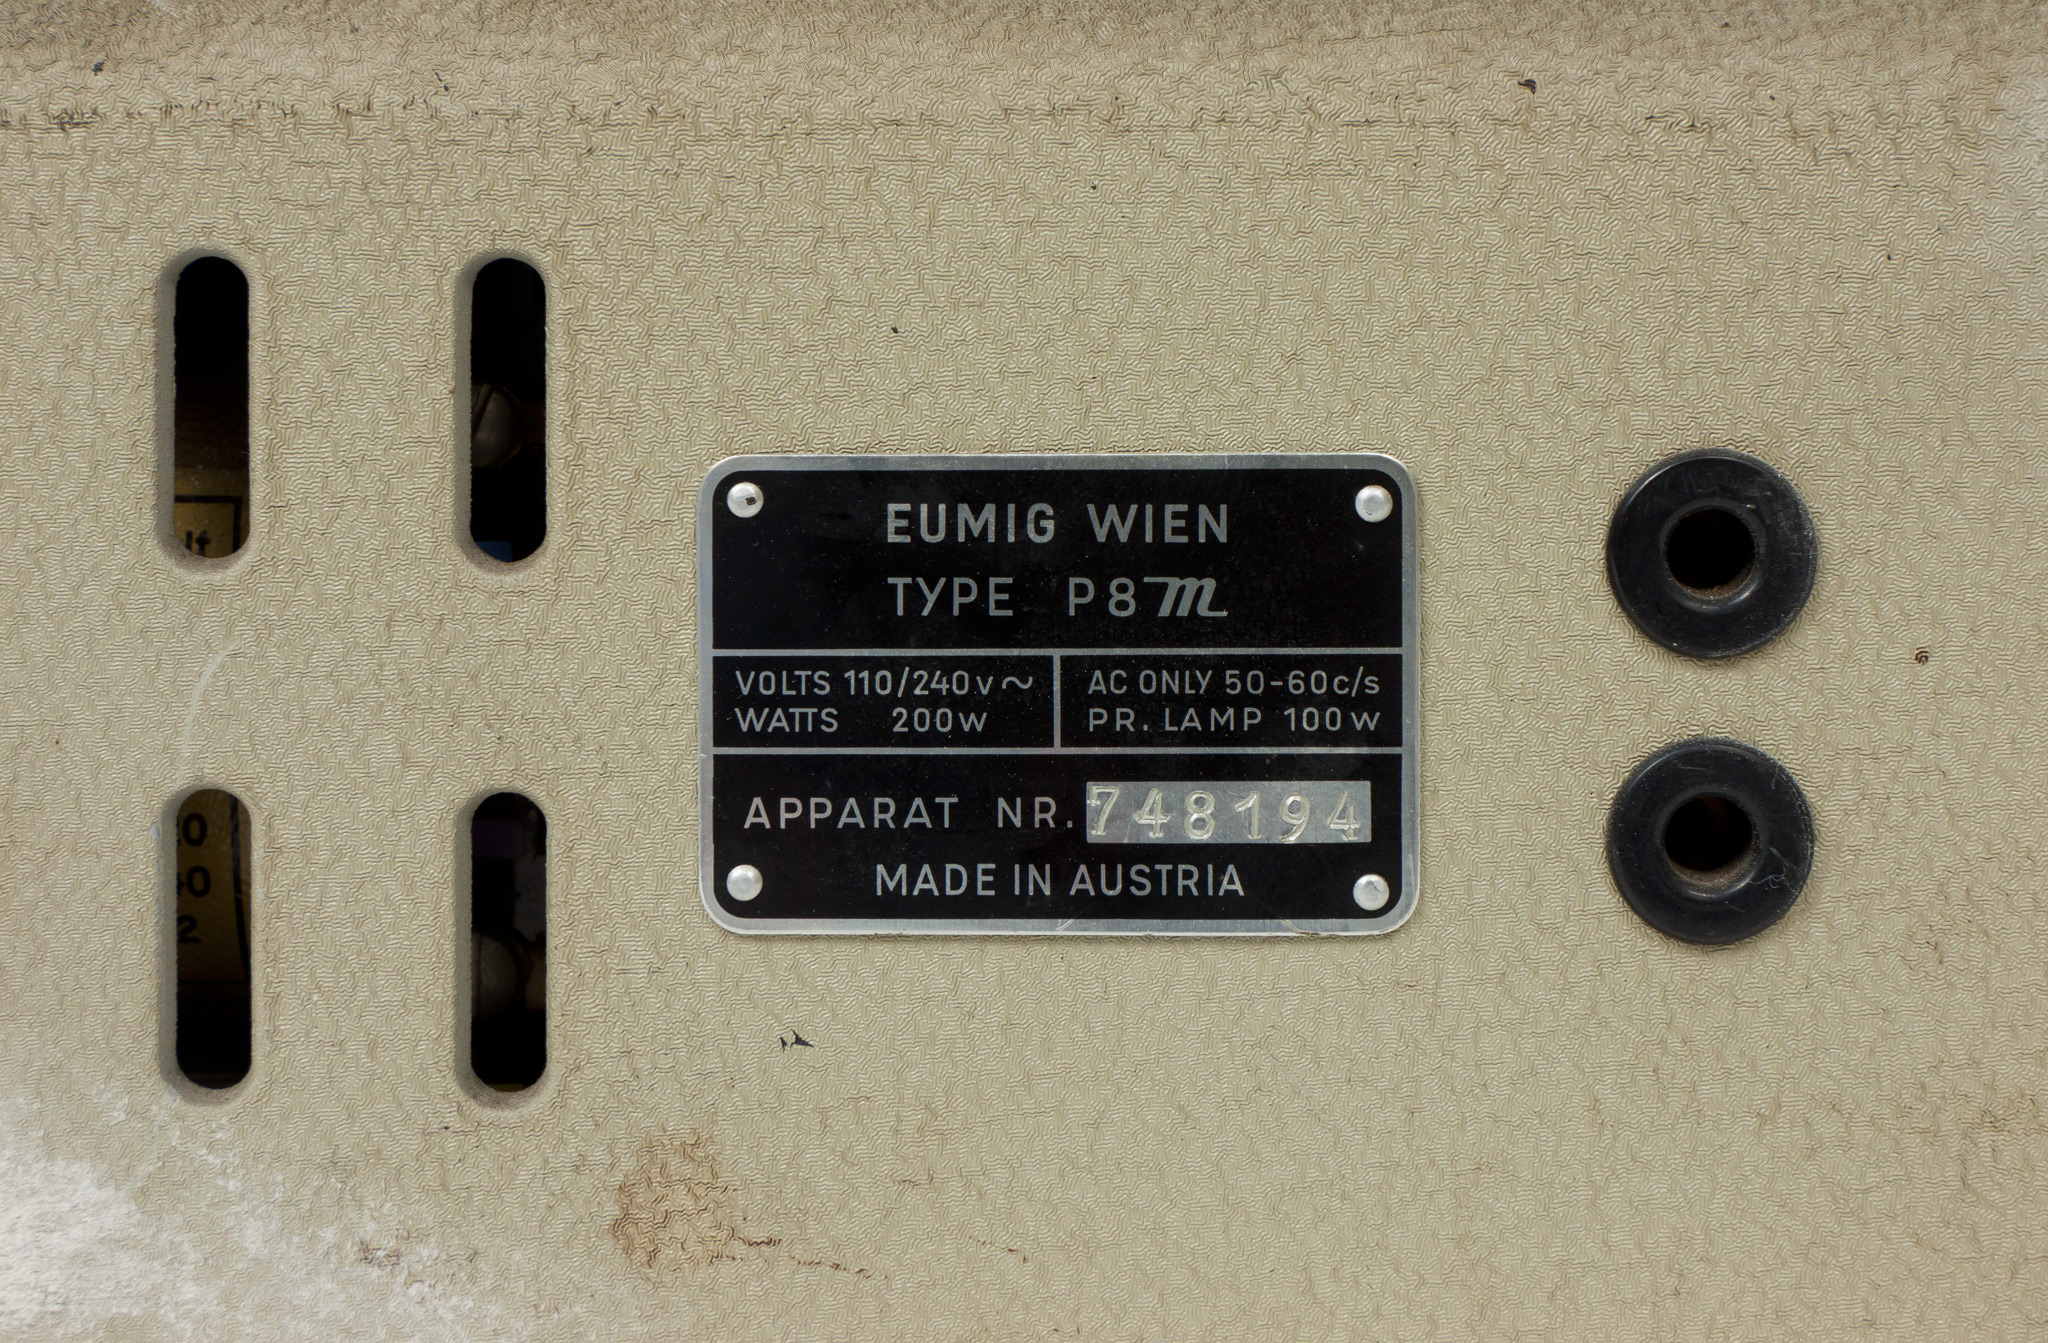 EUMIG WIEN
TYPE P8 m
VOLTS 110/240v~
WATTS 200w
AC ONLY 50-60c/s
PR. LAMP 100w
APPARAT NR. 748194
MADE IN AUSTRIA